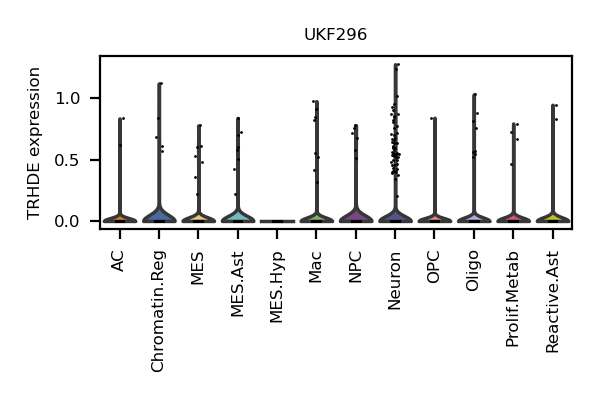 UKF296
TRHDE expression
1.0
0.5
0.0
AC
Chromatin.Reg
MES
MES.Ast
MES.Hyp
Mac
NPC
Neuron
OPC
Oligo
Prolif.Metab
Reactive.Ast